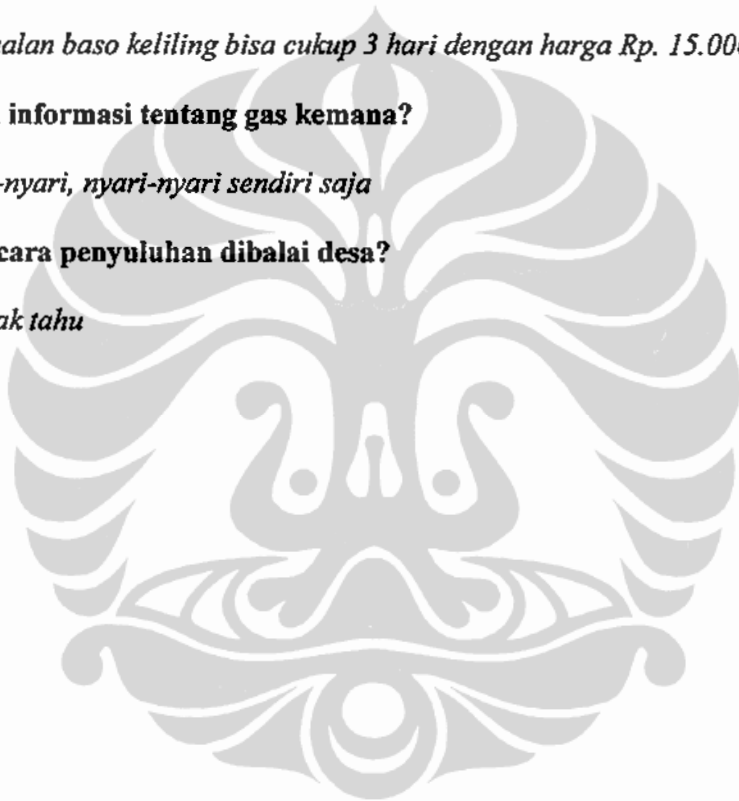 alan baso keliling bisa cukup 3 hari dengan harga Rp. 15.00
informasi tentang gas kemana?
-nyari, nyari-nyari sendiri saja
cara penyuluhan dibalai desa?
ak tahu